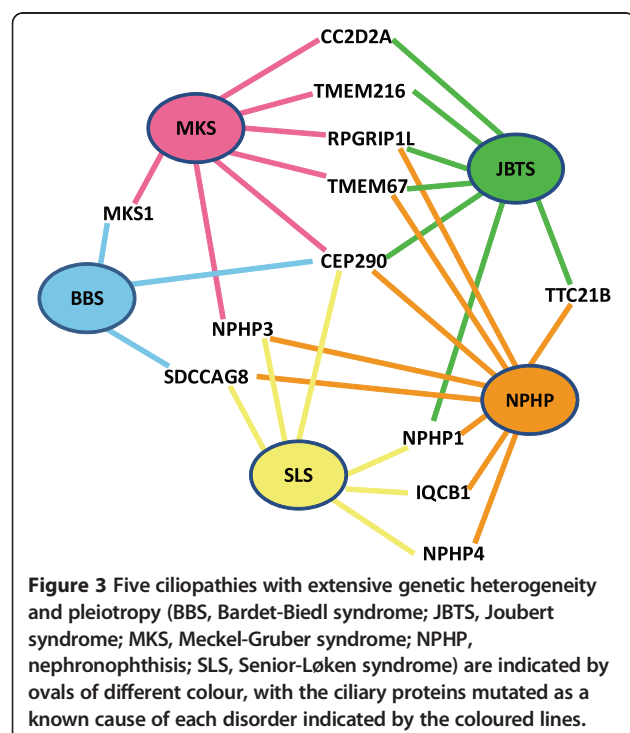 CC2D2A
TMEM216
MKS
RPGRIP1L
JBTS
TMEM67
MKS1
CEP290
BBS
TTC21B
NPHP3
SDCCAG8
NPHP
NPHP1
SLS
IQCB1
NPHP4
Figure 3 Five ciliopathies with extensive genetic heterogeneity
and pleiotropy (BBS, Bardet-Biedl syndrome; JBTS, Joubert
syndrome; MKS, Meckel-Gruber syndrome; NPHP,
nephronophthisis; SLS, Senior-Løken syndrome) are indicated by
ovals of different colour, with the ciliary proteins mutated as a
known cause of each disorder indicated by the coloured lines.